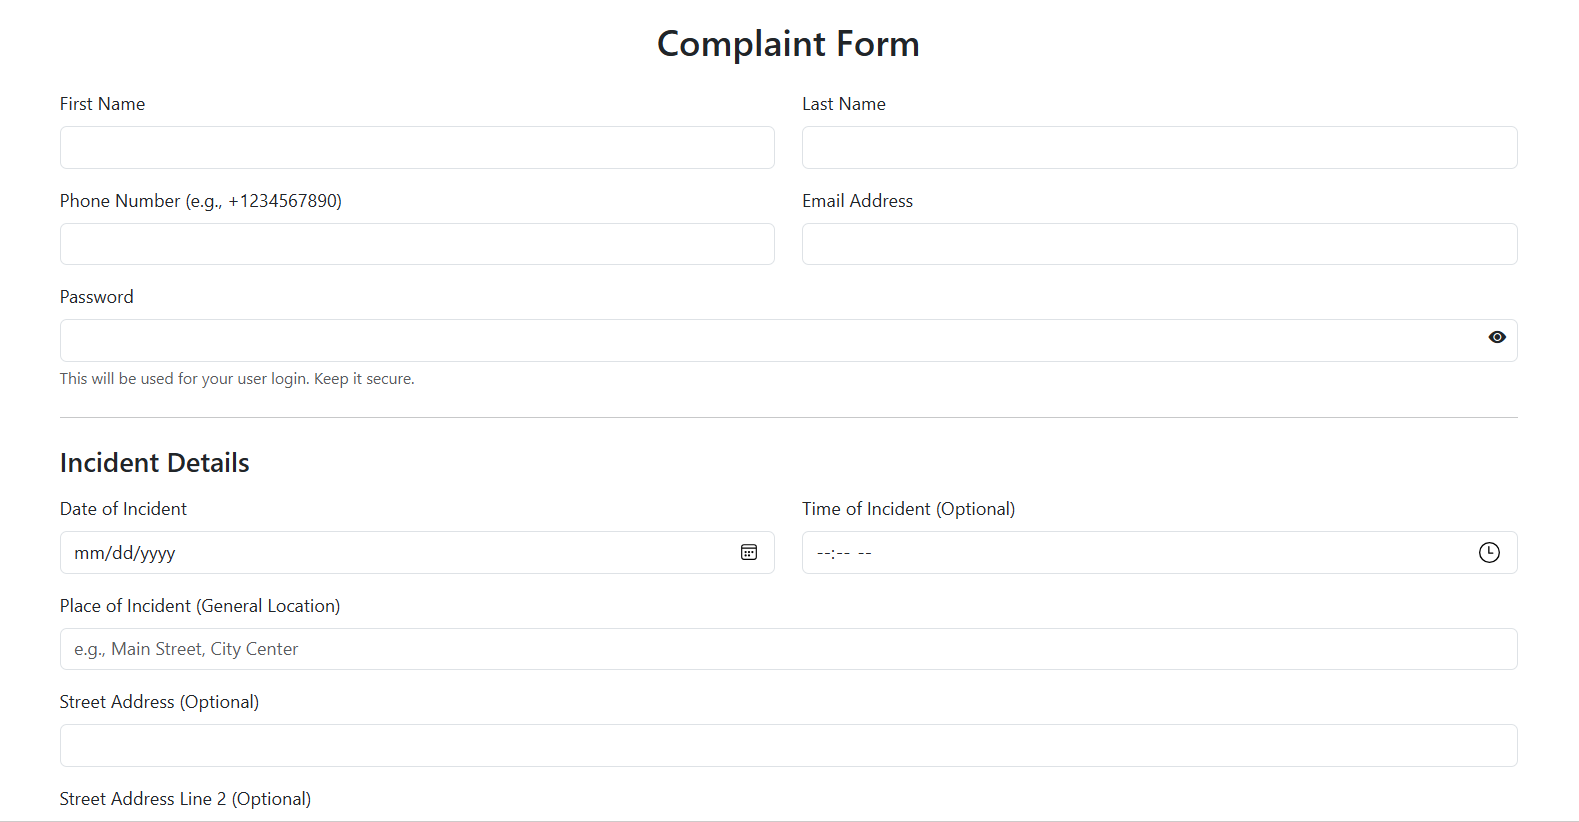 Complaint Form
First Name
Last Name
Phone Number (e.g., +1234567890)
Email Address
Password
This will be used for your user login. Keep it secure.
Incident Details
Date of Incident
Time of Incident (Optional)
mm/dd/yyyy
--:-- --
Place of Incident (General Location)
e.g., Main Street, City Center
Street Address (Optional)
Street Address Line 2 (Optional)